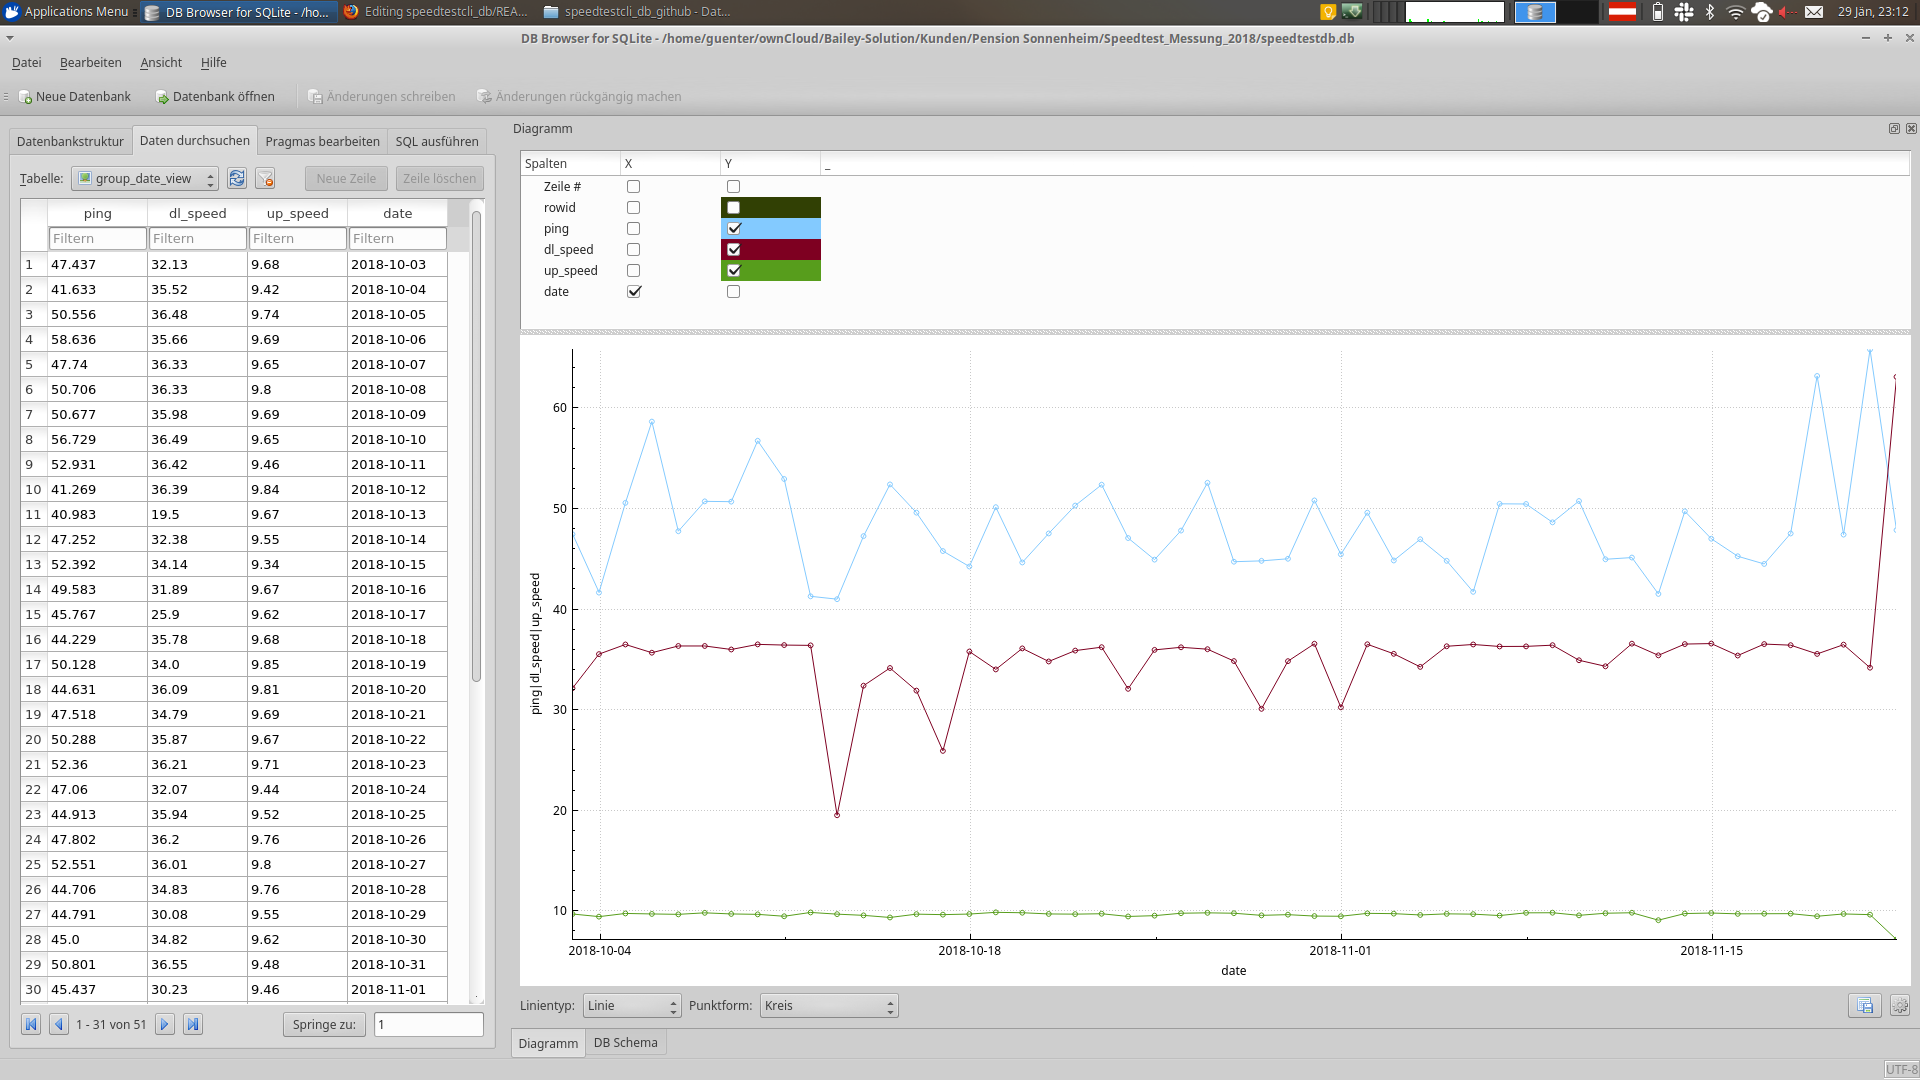 Applications Menu
DB Browser for SQLite - /ho...
Editing speedtestcli_db/REA...
speedtestcli_db_github - Dat...
29 Jän, 23:12
DB Browser for SQLite - /home/guenter/ownCloud/Bailey-Solution/Kunden/Pension Sonnenheim/Speedtest_Messung_2018/speedtestdb.db
Datei Bearbeiten Ansicht Hilfe
Neue Datenbank Datenbank öffnen Änderungen schreiben Änderungen rückgängig machen
Datenbankstruktur Daten durchsuchen Pragmas bearbeiten SQL ausführen
Tabelle: group_date_view Neue Zeile Zeile löschen
ping dl_speed up_speed date
Filtern Filtern Filtern Filtern
1 47.437 32.13 9.68 2018-10-03
2 41.633 35.52 9.42 2018-10-04
3 50.556 36.48 9.74 2018-10-05
4 58.636 35.66 9.69 2018-10-06
5 47.74 36.33 9.65 2018-10-07
6 50.706 36.33 9.8 2018-10-08
7 50.677 35.98 9.69 2018-10-09
8 56.729 36.49 9.65 2018-10-10
9 52.931 36.42 9.46 2018-10-11
10 41.269 36.39 9.84 2018-10-12
11 40.983 19.5 9.67 2018-10-13
12 47.252 32.38 9.55 2018-10-14
13 52.392 34.14 9.34 2018-10-15
14 49.583 31.89 9.67 2018-10-16
15 45.767 25.9 9.62 2018-10-17
16 44.229 35.78 9.68 2018-10-18
17 50.128 34.0 9.85 2018-10-19
18 44.631 36.09 9.81 2018-10-20
19 47.518 34.79 9.69 2018-10-21
20 50.288 35.87 9.67 2018-10-22
21 52.36 36.21 9.71 2018-10-23
22 47.06 32.07 9.44 2018-10-24
23 44.913 35.94 9.52 2018-10-25
24 47.802 36.2 9.76 2018-10-26
25 52.551 36.01 9.8 2018-10-27
26 44.706 34.83 9.76 2018-10-28
27 44.791 30.08 9.55 2018-10-29
28 45.0 34.82 9.62 2018-10-30
29 50.801 36.55 9.48 2018-10-31
30 45.437 30.23 9.46 2018-11-01
1 - 31 von 51 Springe zu: 1
Diagramm
Spalten X Y _
Zeile #
rowid
ping
dl_speed
up_speed
date
60
50
40
30
20
10
ping|dl_speed|up_speed
2018-10-04 2018-10-18 2018-11-01 2018-11-15
date
Linientyp: Linie Punktform: Kreis
Diagramm DB Schema
UTF-8